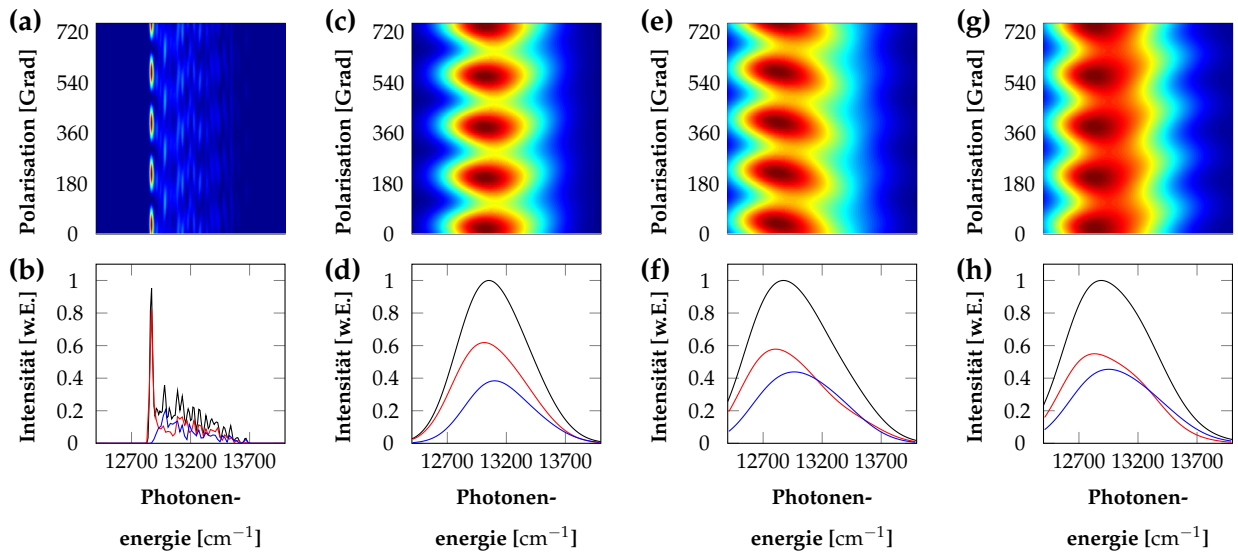 (a) (c) (e) (g)
Polarisation [Grad] Polarisation [Grad] Polarisation [Grad] Polarisation [Grad]
720 720 720 720
540 540 540 540
360 360 360 360
180 180 180 180
0 0 0 0
(b) (d) (f) (h)
Intensität [w.E.] Intensität [w.E.] Intensität [w.E.] Intensität [w.E.]
1 1 1 1
0.8 0.8 0.8 0.8
0.6 0.6 0.6 0.6
0.4 0.4 0.4 0.4
0.2 0.2 0.2 0.2
0 0 0 0
12700 13200 13700 12700 13200 13700 12700 13200 13700 12700 13200 13700
Photonen- Photonen- Photonen- Photonen-
energie [cm⁻¹] energie [cm⁻¹] energie [cm⁻¹] energie [cm⁻¹]